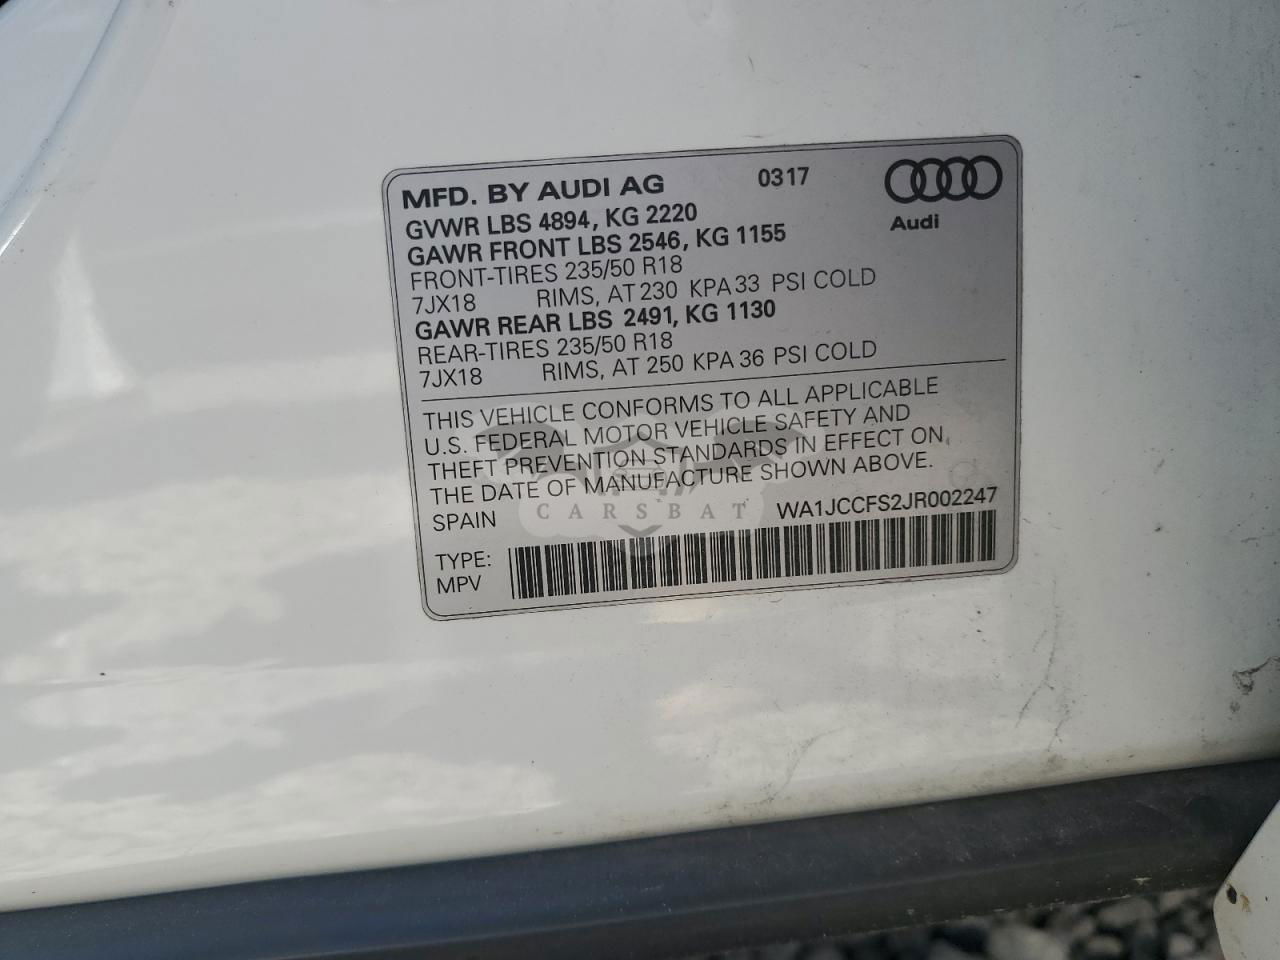 MFD. BY AUDI AG 0317
GVWR LBS 4894, KG 2220
Audi
GAWR FRONT LBS 2546, KG 1155
FRONT-TIRES 235/50 R18
7JX18 RIMS, AT 230 KPA 33 PSI COLD
GAWR REAR LBS 2491, KG 1130
REAR-TIRES 235/50 R18
7JX18 RIMS, AT 250 KPA 36 PSI COLD
THIS VEHICLE CONFORMS TO ALL APPLICABLE
U.S. FEDERAL MOTOR VEHICLE SAFETY AND
THEFT PREVENTION STANDARDS IN EFFECT ON
THE DATE OF MANUFACTURE SHOWN ABOVE.
SPAIN WA1JCCFS2JR002247
CARSBAT
TYPE:
MPV